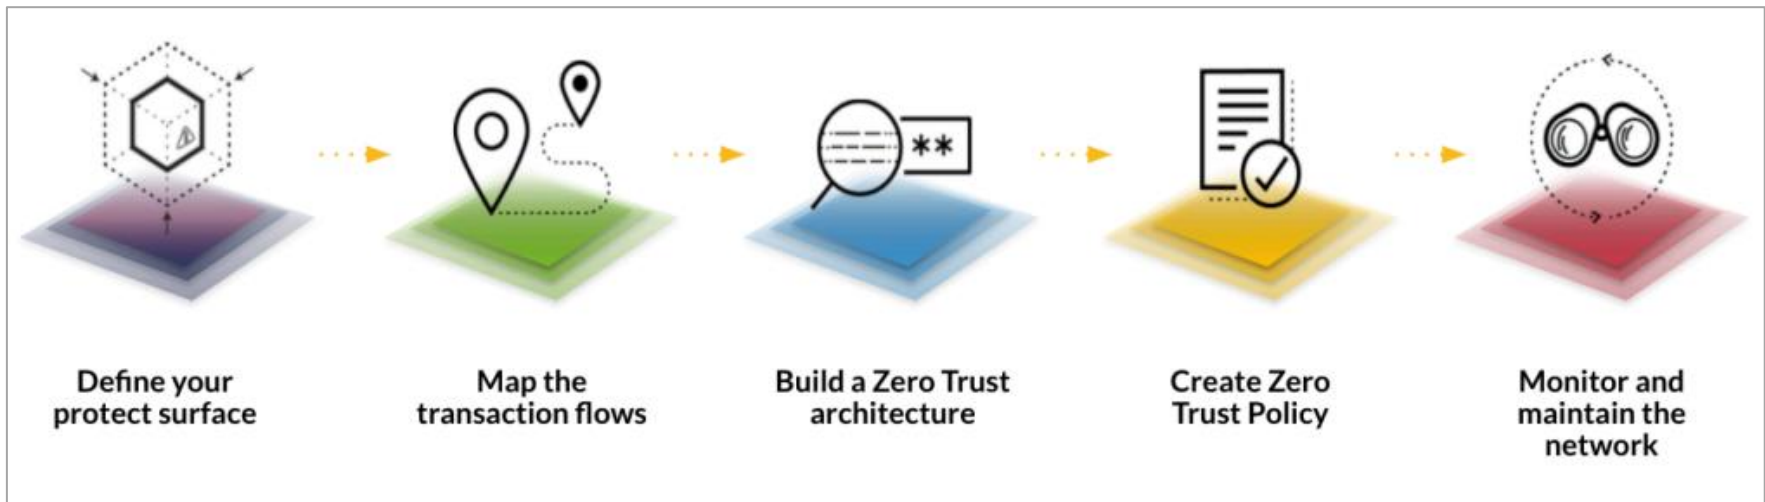 Define your
protect surface
Map the
transaction flows
**
Build a Zero Trust
architecture
Create Zero
Trust Policy
Monitor and
maintain the
network